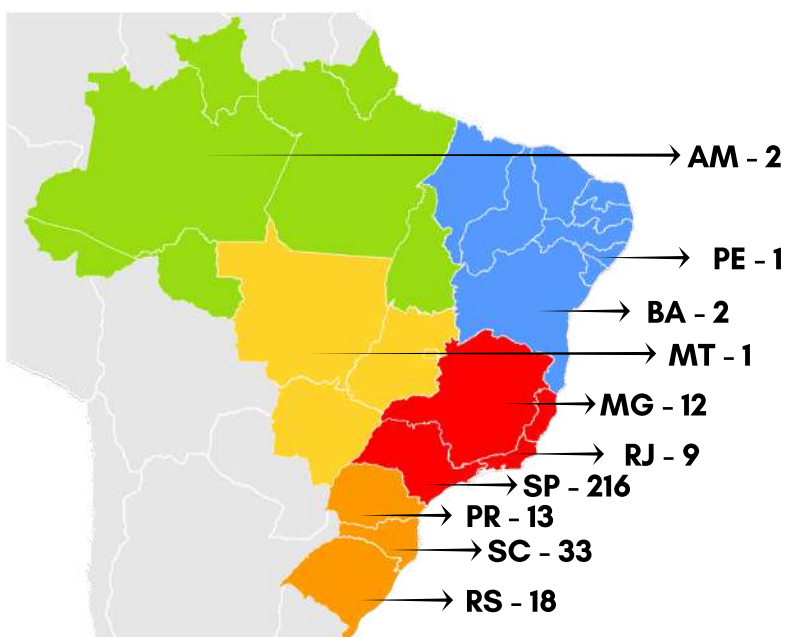 AM - 2
PE - 1
BA - 2
MT - 1
MG - 12
RJ - 9
SP - 216
PR - 13
SC - 33
RS - 18